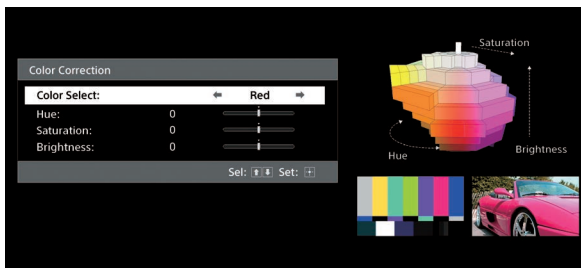 Color Correction
Color Select: Red
Hue: 0
Saturation: 0
Brightness: 0
Sel: Set:
Saturation
Hue
Brightness